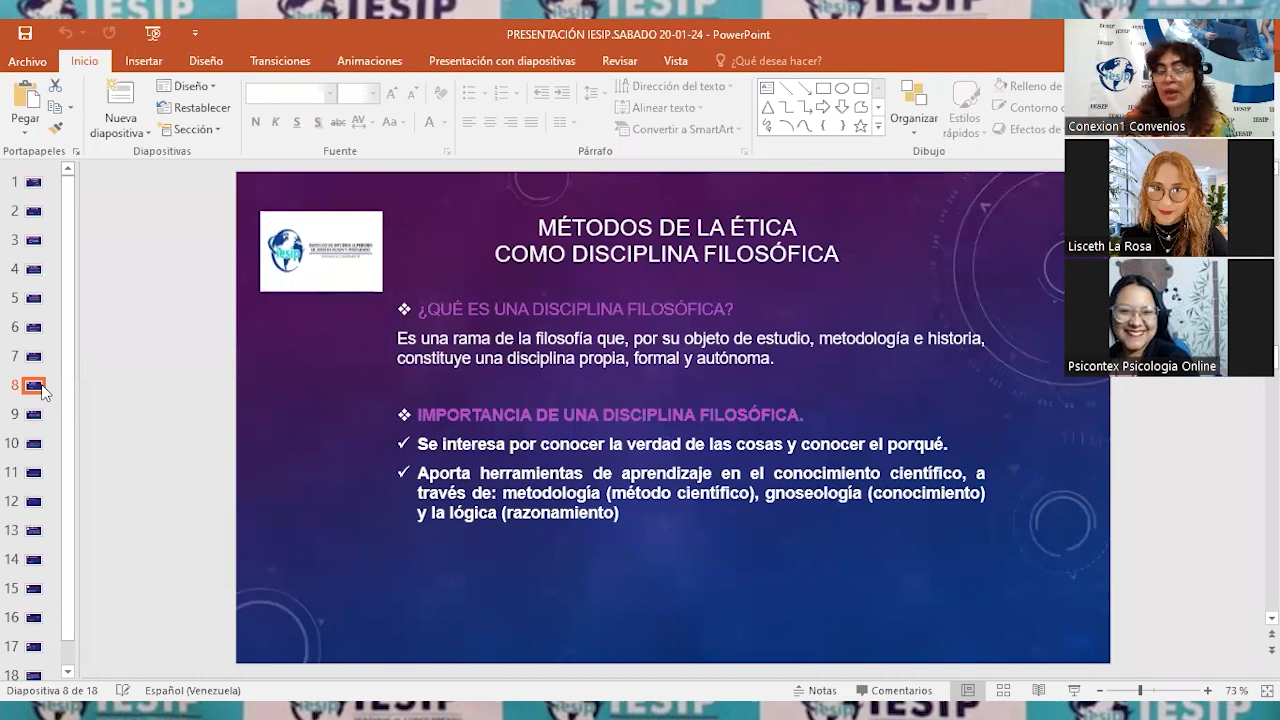 PRESENTACIÓN IESIP.SABADO 20-01-24 - PowerPoint
Archivo Inicio Insertar Diseño Transiciones Animaciones Presentación con diapositivas Revisar Vista ¿Qué desea hacer?
Pegar
Nueva diapositiva
Diseño
Restablecer
Sección
N K S S abc AV Aa A
Dirección del texto
Alinear texto
Convertir a SmartArt
Organizar
Estilos rápidos
Relleno de
Contorno de
Efectos de
Portapapeles Diapositivas Fuente Párrafo Dibujo
Conexion1 Convenios
Lisceth La Rosa
Psicontex Psicologia Online
1
2
3
4
5
6
7
8
9
10
11
12
13
14
15
16
17
18
iesip
MÉTODOS DE LA ÉTICA
COMO DISCIPLINA FILOSÓFICA
❖ ¿QUÉ ES UNA DISCIPLINA FILOSÓFICA?
Es una rama de la filosofía que, por su objeto de estudio, metodología e historia,
constituye una disciplina propia, formal y autónoma.
❖ IMPORTANCIA DE UNA DISCIPLINA FILOSÓFICA.
✓ Se interesa por conocer la verdad de las cosas y conocer el porqué.
✓ Aporta herramientas de aprendizaje en el conocimiento científico, a
través de: metodología (método científico), gnoseología (conocimiento)
y la lógica (razonamiento)
Diapositiva 8 de 18 Español (Venezuela) Notas Comentarios 73 %
IESIP